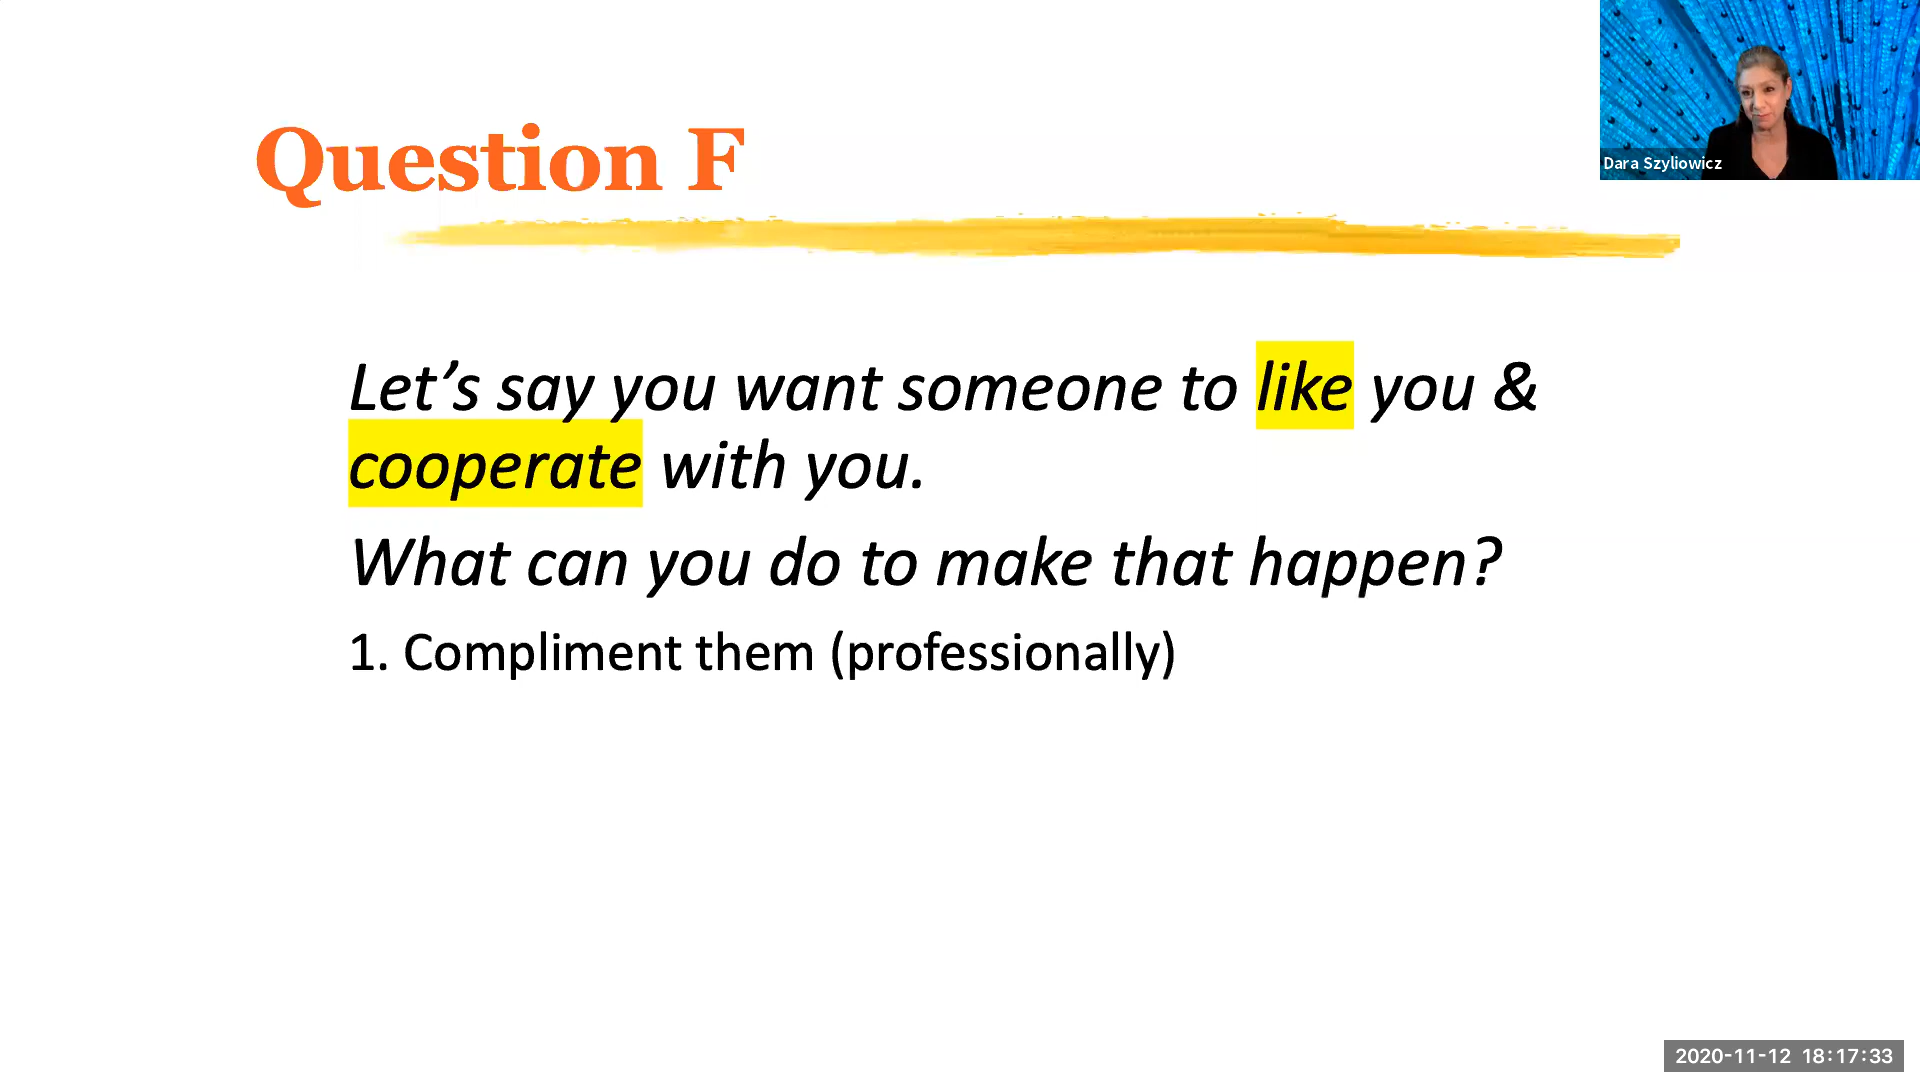 Question F
Dara Szyliowicz
Let’s say you want someone to like you &
cooperate with you.
What can you do to make that happen?
1. Compliment them (professionally)
2020-11-12 18:17:33